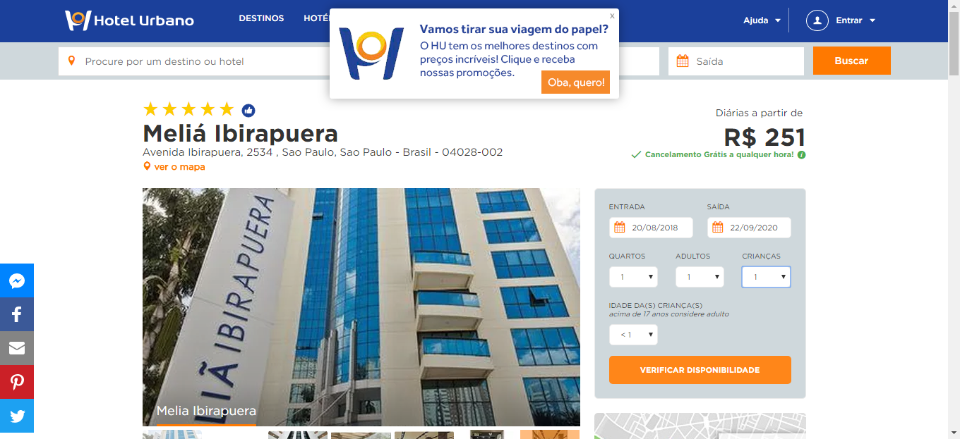 Hotel Urbano
DESTINOS
Ajuda
Entrar
x
Vamos tirar sua viagem do papel?
O HU tem os melhores destinos com
preços incríveis! Clique e receba
nossas promoções.
Oba, quero!
Procure por um destino ou hotel
Saída
Buscar
Meliá Ibirapuera
Avenida Ibirapuera, 2534 , Sao Paulo, Sao Paulo - Brasil - 04028-002
ver o mapa
Diárias a partir de
R$ 251
Cancelamento Grátis a qualquer hora!
LIÃ IBIRAPUERA
Melia Ibirapuera
ENTRADA
SAÍDA
20/08/2018
22/09/2020
QUARTOS
ADULTOS
CRIANÇAS
1
1
1
IDADE DA(S) CRIANÇA(S)
acima de 17 anos considere adulto
< 1
VERIFICAR DISPONIBILIDADE